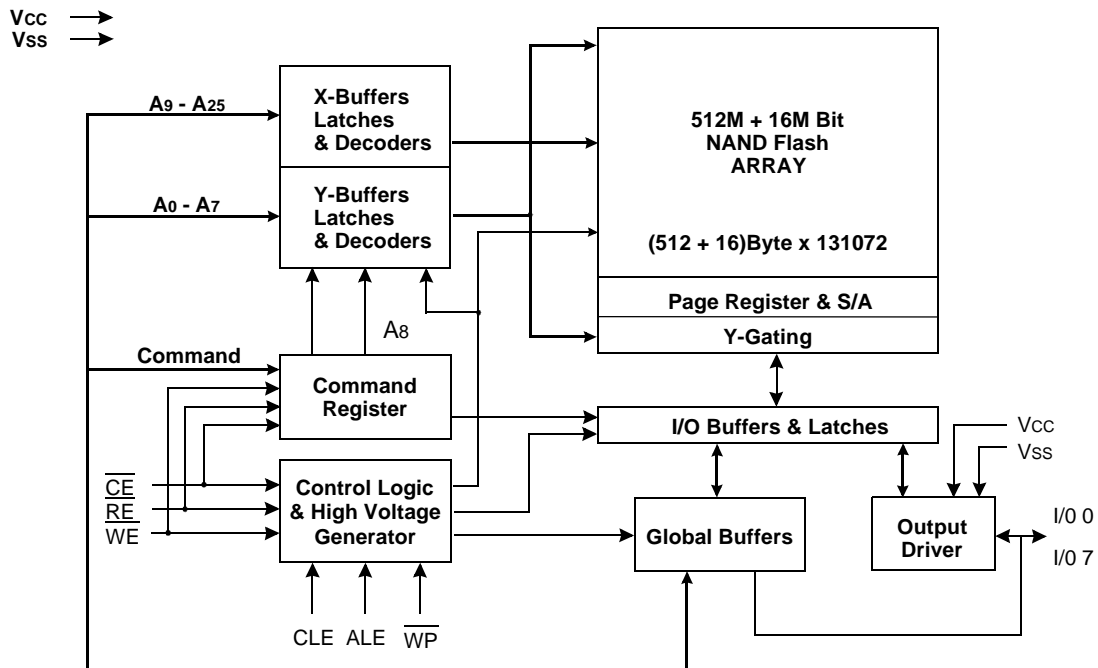 VCC
VSS
A9 - A25
X-Buffers
Latches
& Decoders
512M + 16M Bit
NAND Flash
ARRAY
A0 - A7
Y-Buffers
Latches
& Decoders
(512 + 16)Byte x 131072
Page Register & S/A
Y-Gating
A8
Command
Command
Register
I/O Buffers & Latches
VCC
VSS
CE
RE
WE
Control Logic
& High Voltage
Generator
Global Buffers
Output
Driver
I/0 0
I/0 7
CLE
ALE
WP